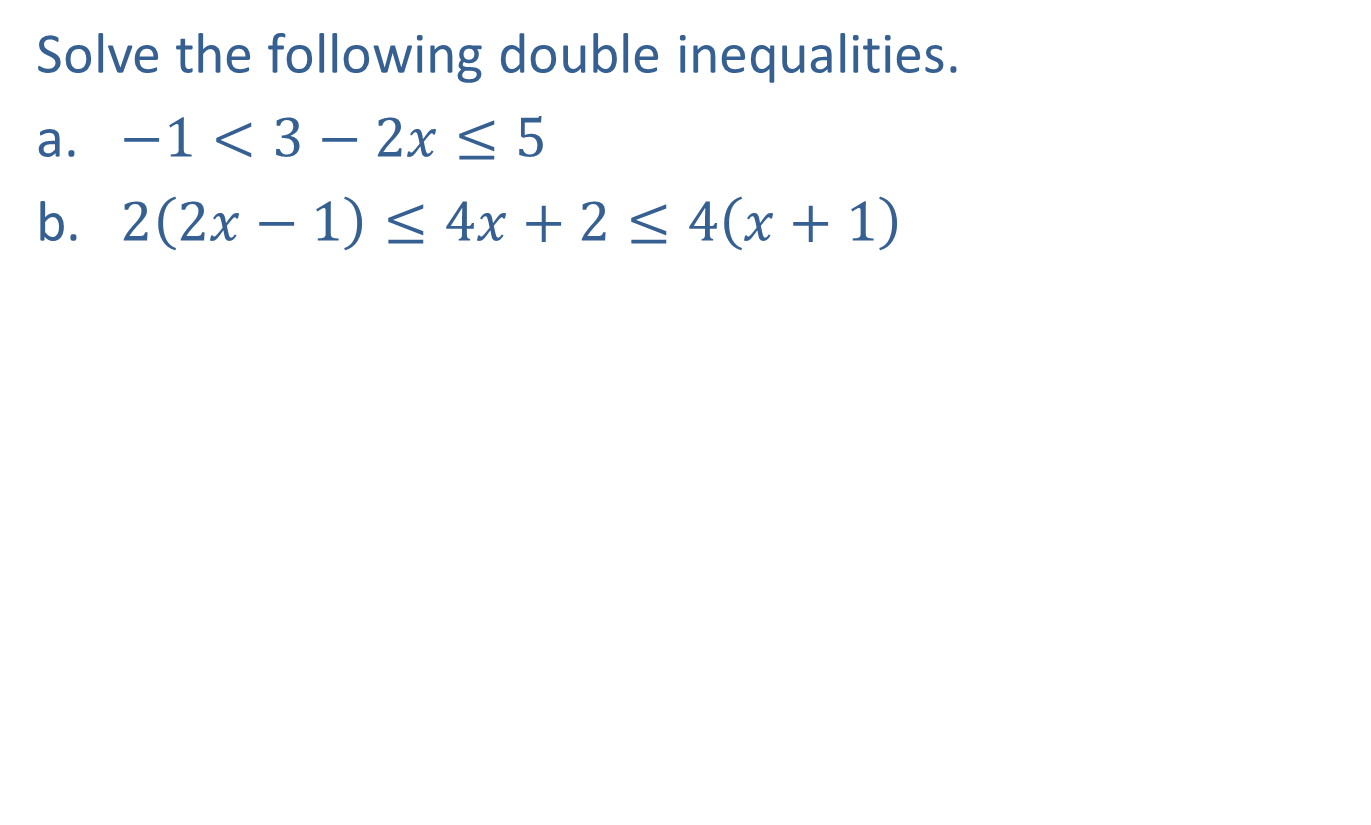 Solve the following double inequalities.
a. −1 < 3 − 2𝑥 ≤ 5
b. 2(2𝑥 − 1) ≤ 4𝑥 + 2 ≤ 4(𝑥 + 1)